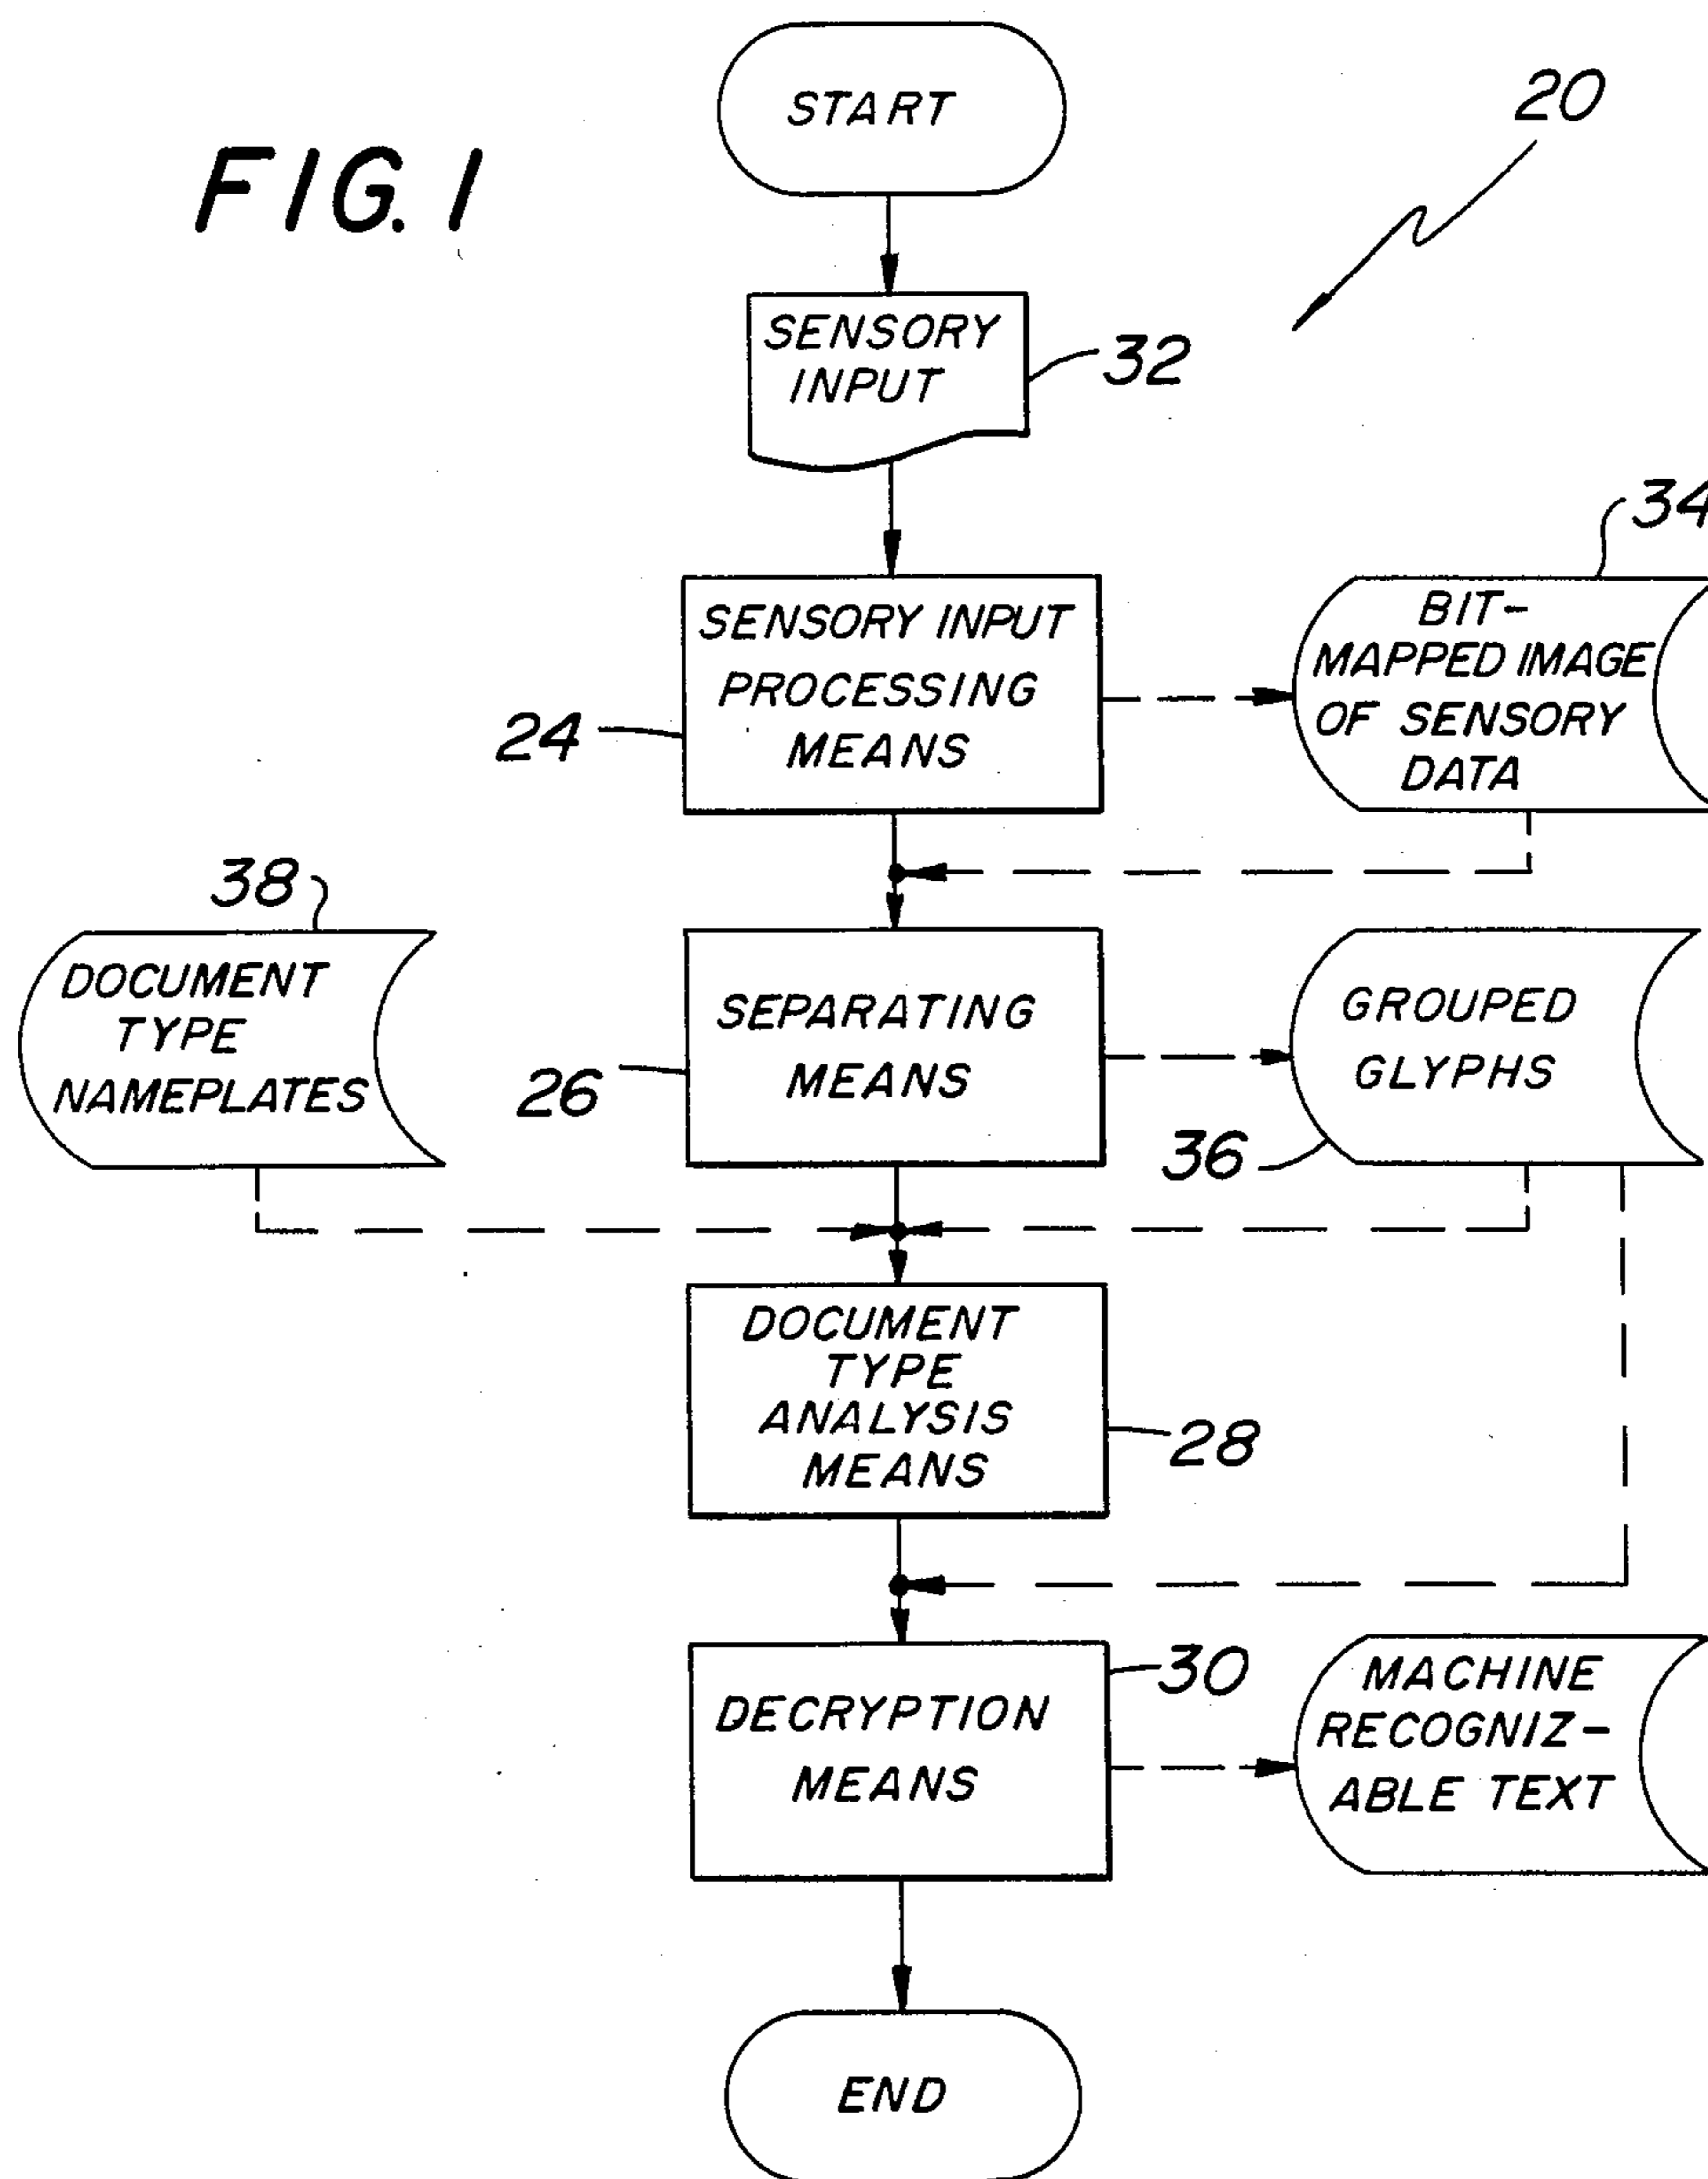 FIG. 1
START
20
SENSORY
INPUT
32
34
SENSORY INPUT
PROCESSING
MEANS
24
BIT-
MAPPED IMAGE
OF SENSORY
DATA
38
DOCUMENT
TYPE
NAMEPLATES
SEPARATING
MEANS
26
GROUPED
GLYPHS
36
DOCUMENT
TYPE
ANALYSIS
MEANS
28
DECRYPTION
MEANS
30
MACHINE
RECOGNIZ-
ABLE TEXT
END